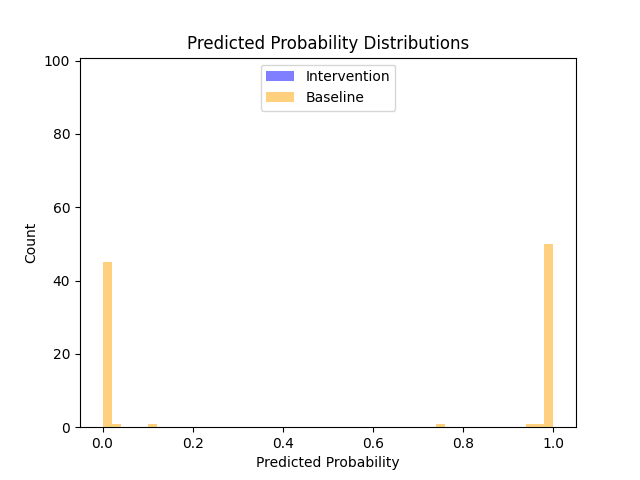 Predicted Probability Distributions
Intervention
Baseline
100
80
60
40
20
0
Count
0.0 0.2 0.4 0.6 0.8 1.0
Predicted Probability